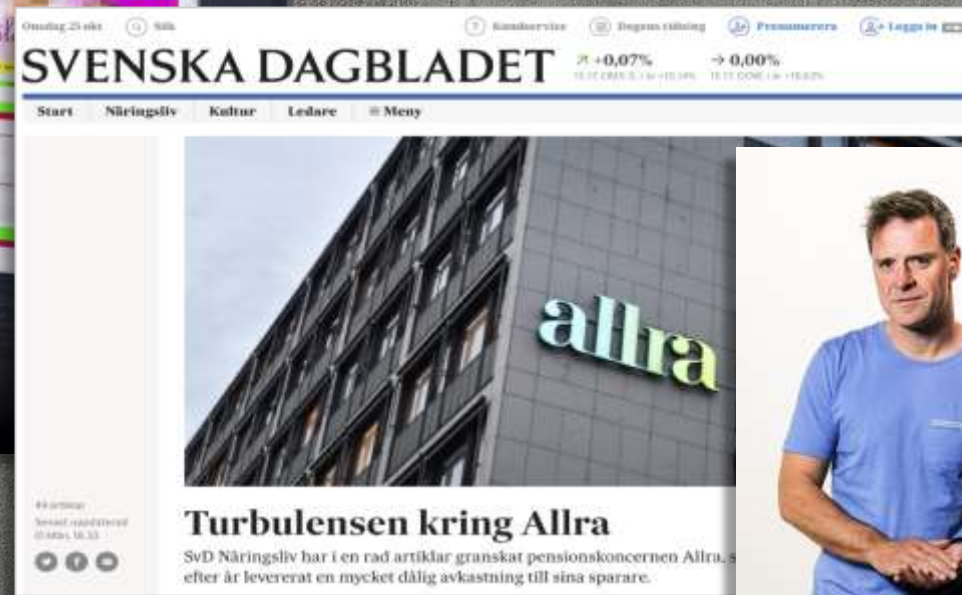 Onsdag 25 okt
Sök
Kundservice
Dagens tidning
Prenumerera
Logga in
SVENSKA DAGBLADET
+0,07%
0,00%
Start
Näringsliv
Kultur
Ledare
Meny
allra
Senast uppdaterad
Turbulensen kring Allra
SvD Näringsliv har i en rad artiklar granskat pensionskoncernen Allra, s
efter år levererat en mycket dålig avkastning till sina sparare.